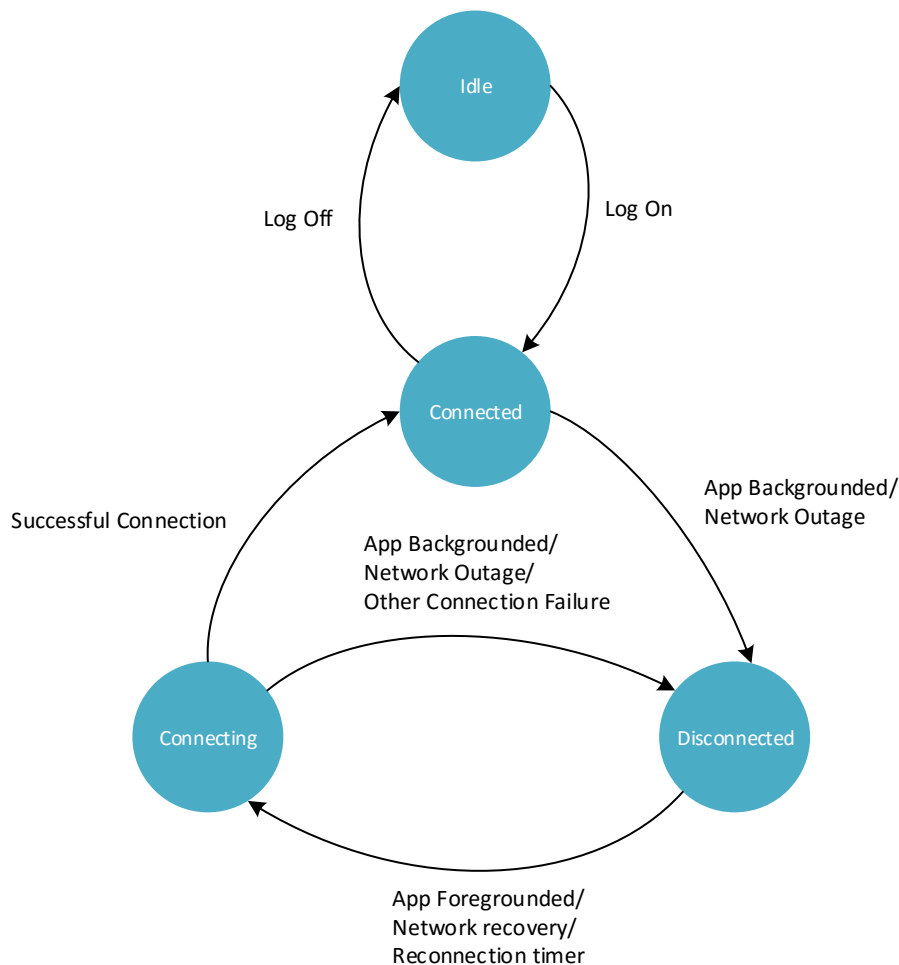 Idle
Log Off
Log On
Connected
App Backgrounded/
Network Outage
Successful Connection
App Backgrounded/
Network Outage/
Other Connection Failure
Connecting
Disconnected
App Foregrounded/
Network recovery/
Reconnection timer